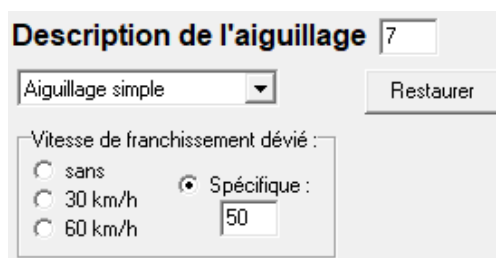 Description de l'aiguillage 7
Aiguillage simple
Restaurer
Vitesse de franchissement dévié :
sans
Spécifique :
30 km/h
50
60 km/h